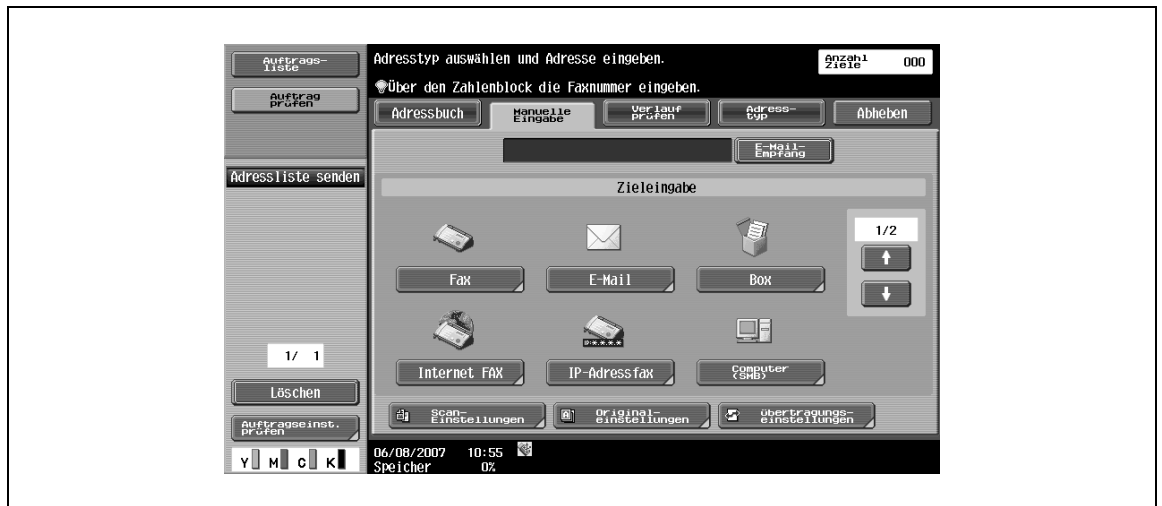 Auftrags-
liste
Auftrag
prüfen
Adressliste senden
1/ 1
Löschen
Auftragseinst.
prüfen
Y M C K
Adresstyp auswählen und Adresse eingeben.
Anzahl
Ziele 000
Über den Zahlenblock die Faxnummer eingeben.
Adressbuch
Manuelle
Eingabe
Verlauf
prüfen
Adress-
typ
Abheben
E-Mail-
Empfang
Zieleingabe
Fax
E-Mail
Box
1/2
Internet FAX
IP-Adressfax
Computer
(SMB)
Scan-
Einstellungen
Original-
einstellungen
Übertragungs-
einstellungen
06/08/2007 10:55
Speicher 0%